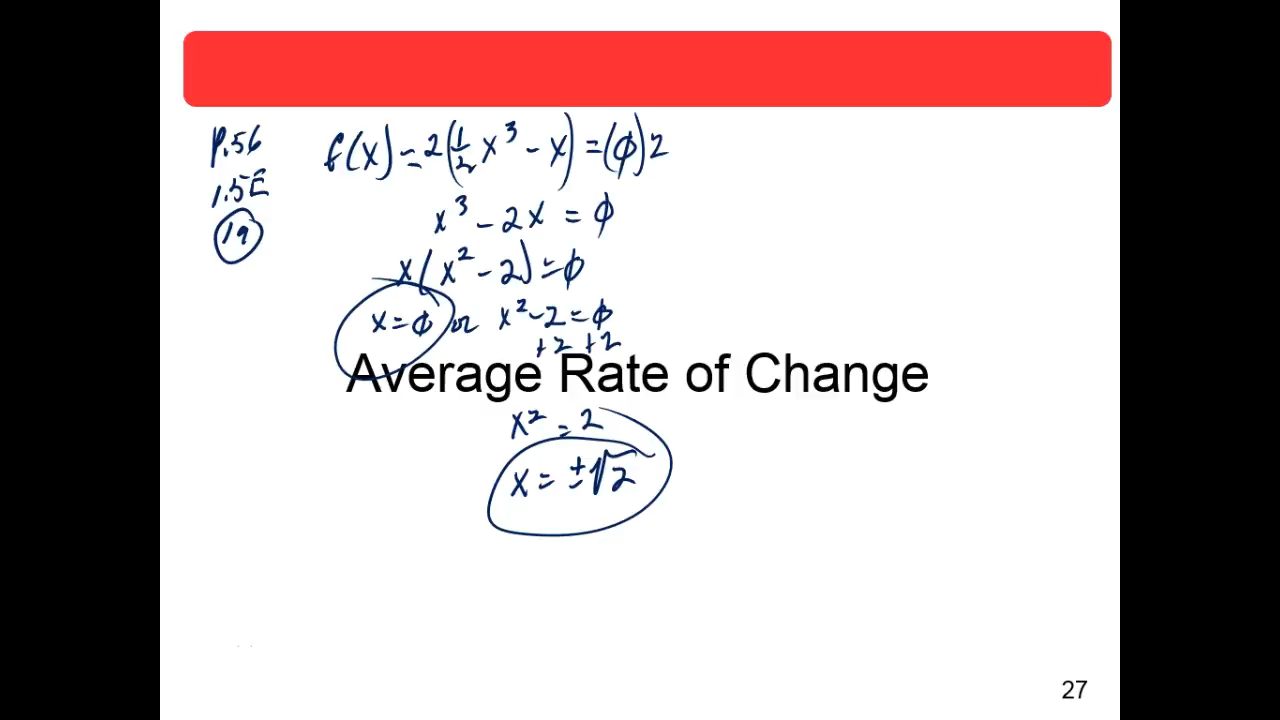 p.56
1.5E
19
f(x) = 2(1/2 x³ - x) = (ϕ)2
x³ - 2x = ϕ
x(x² - 2) = ϕ
x = ϕ or x² - 2 = ϕ
+2 +2
Average Rate of Change
x² = 2
x = ±√2
27